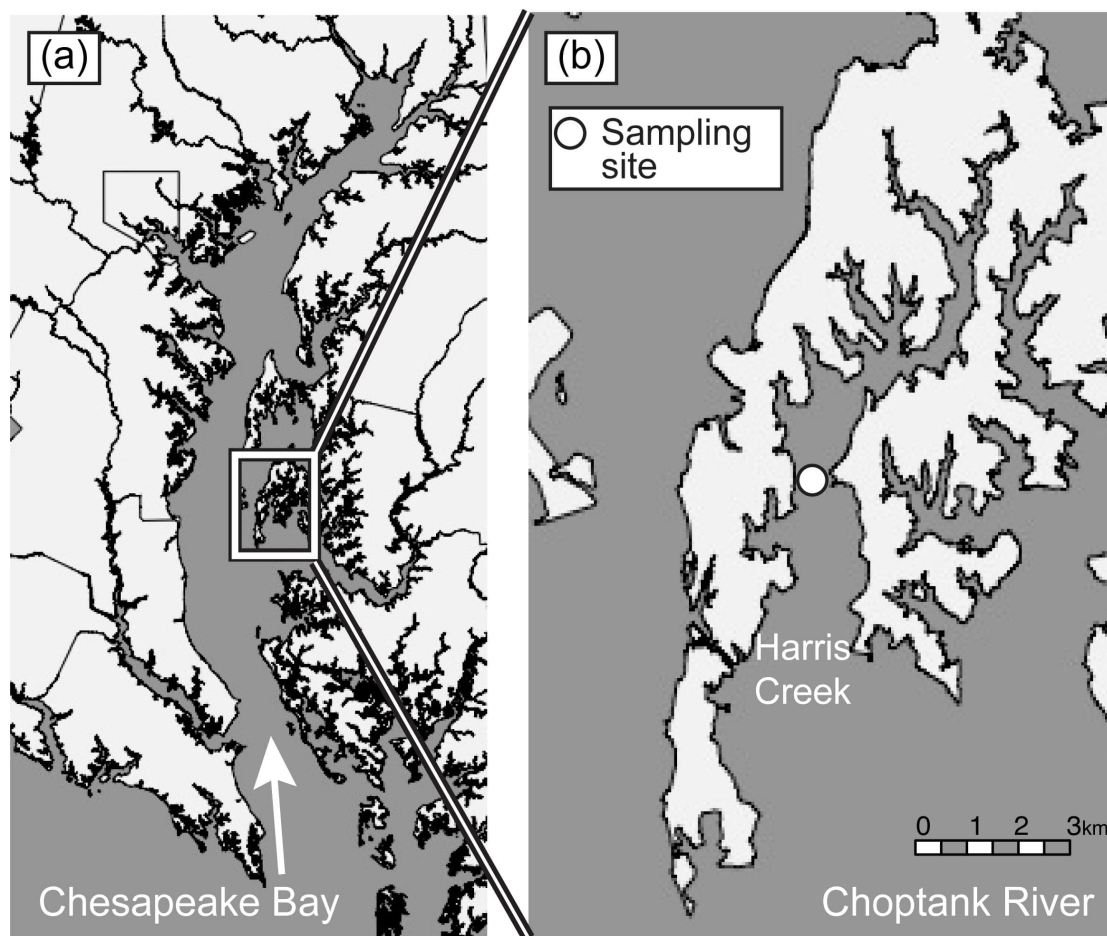 (a)
Chesapeake Bay
(b)
Sampling
site
Harris
Creek
0 1 2 3km
Choptank River